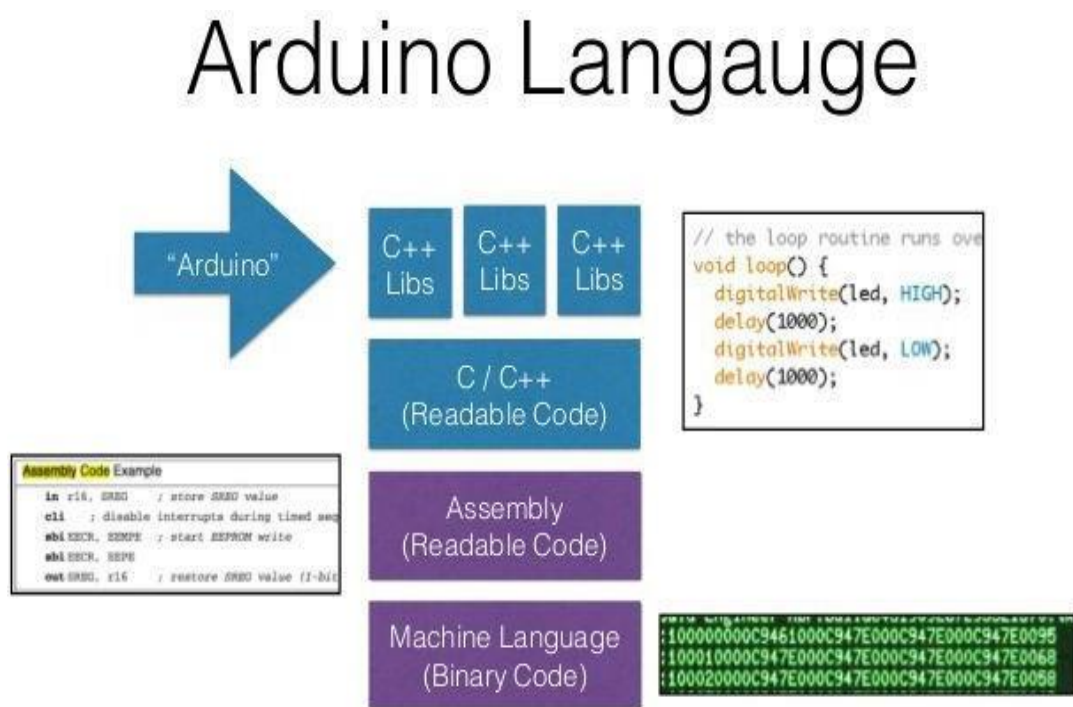 Arduino Langauge
“Arduino”
C++
Libs
C++
Libs
C++
Libs
C / C++
(Readable Code)
// the loop routine runs ove
void loop() {
digitalWrite(led, HIGH);
delay(1000);
digitalWrite(led, LOW);
delay(1000);
}
Assembly Code Example
in r16, SREG ; store SREG value
cli ; disable interrupts during timed seq
sbi EECR, EEMPE ; start EEPROM write
sbi EECR, EEPE
out SREG, r16 ; restore SREG value (I-bit
Assembly
(Readable Code)
Machine Language
(Binary Code)
:100000000C9461000C947E000C947E000C947E0095
:100010000C947E000C947E000C947E000C947E0068
:100020000C947E000C947E000C947E000C947E0058